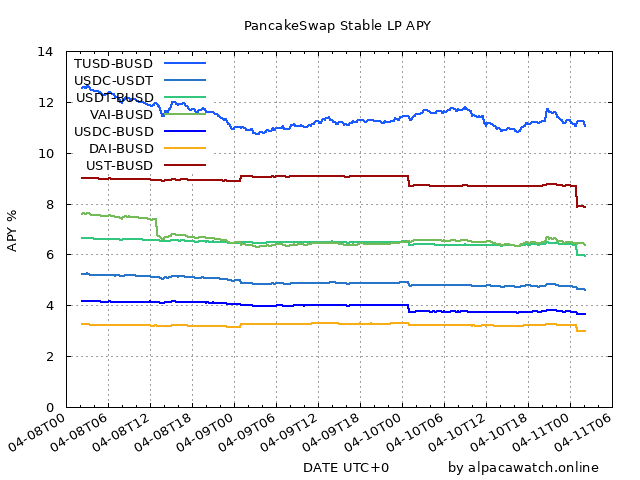 PancakeSwap Stable LP APY
APY %
14
12
10
8
6
4
2
0
TUSD-BUSD
USDC-USDT
USDT-BUSD
VAI-BUSD
USDC-BUSD
DAI-BUSD
UST-BUSD
04-08T00
04-08T06
04-08T12
04-08T18
04-09T00
04-09T06
04-09T12
04-09T18
04-10T00
04-10T06
04-10T12
04-10T18
04-11T00
04-11T06
DATE UTC+0
by alpacawatch.online